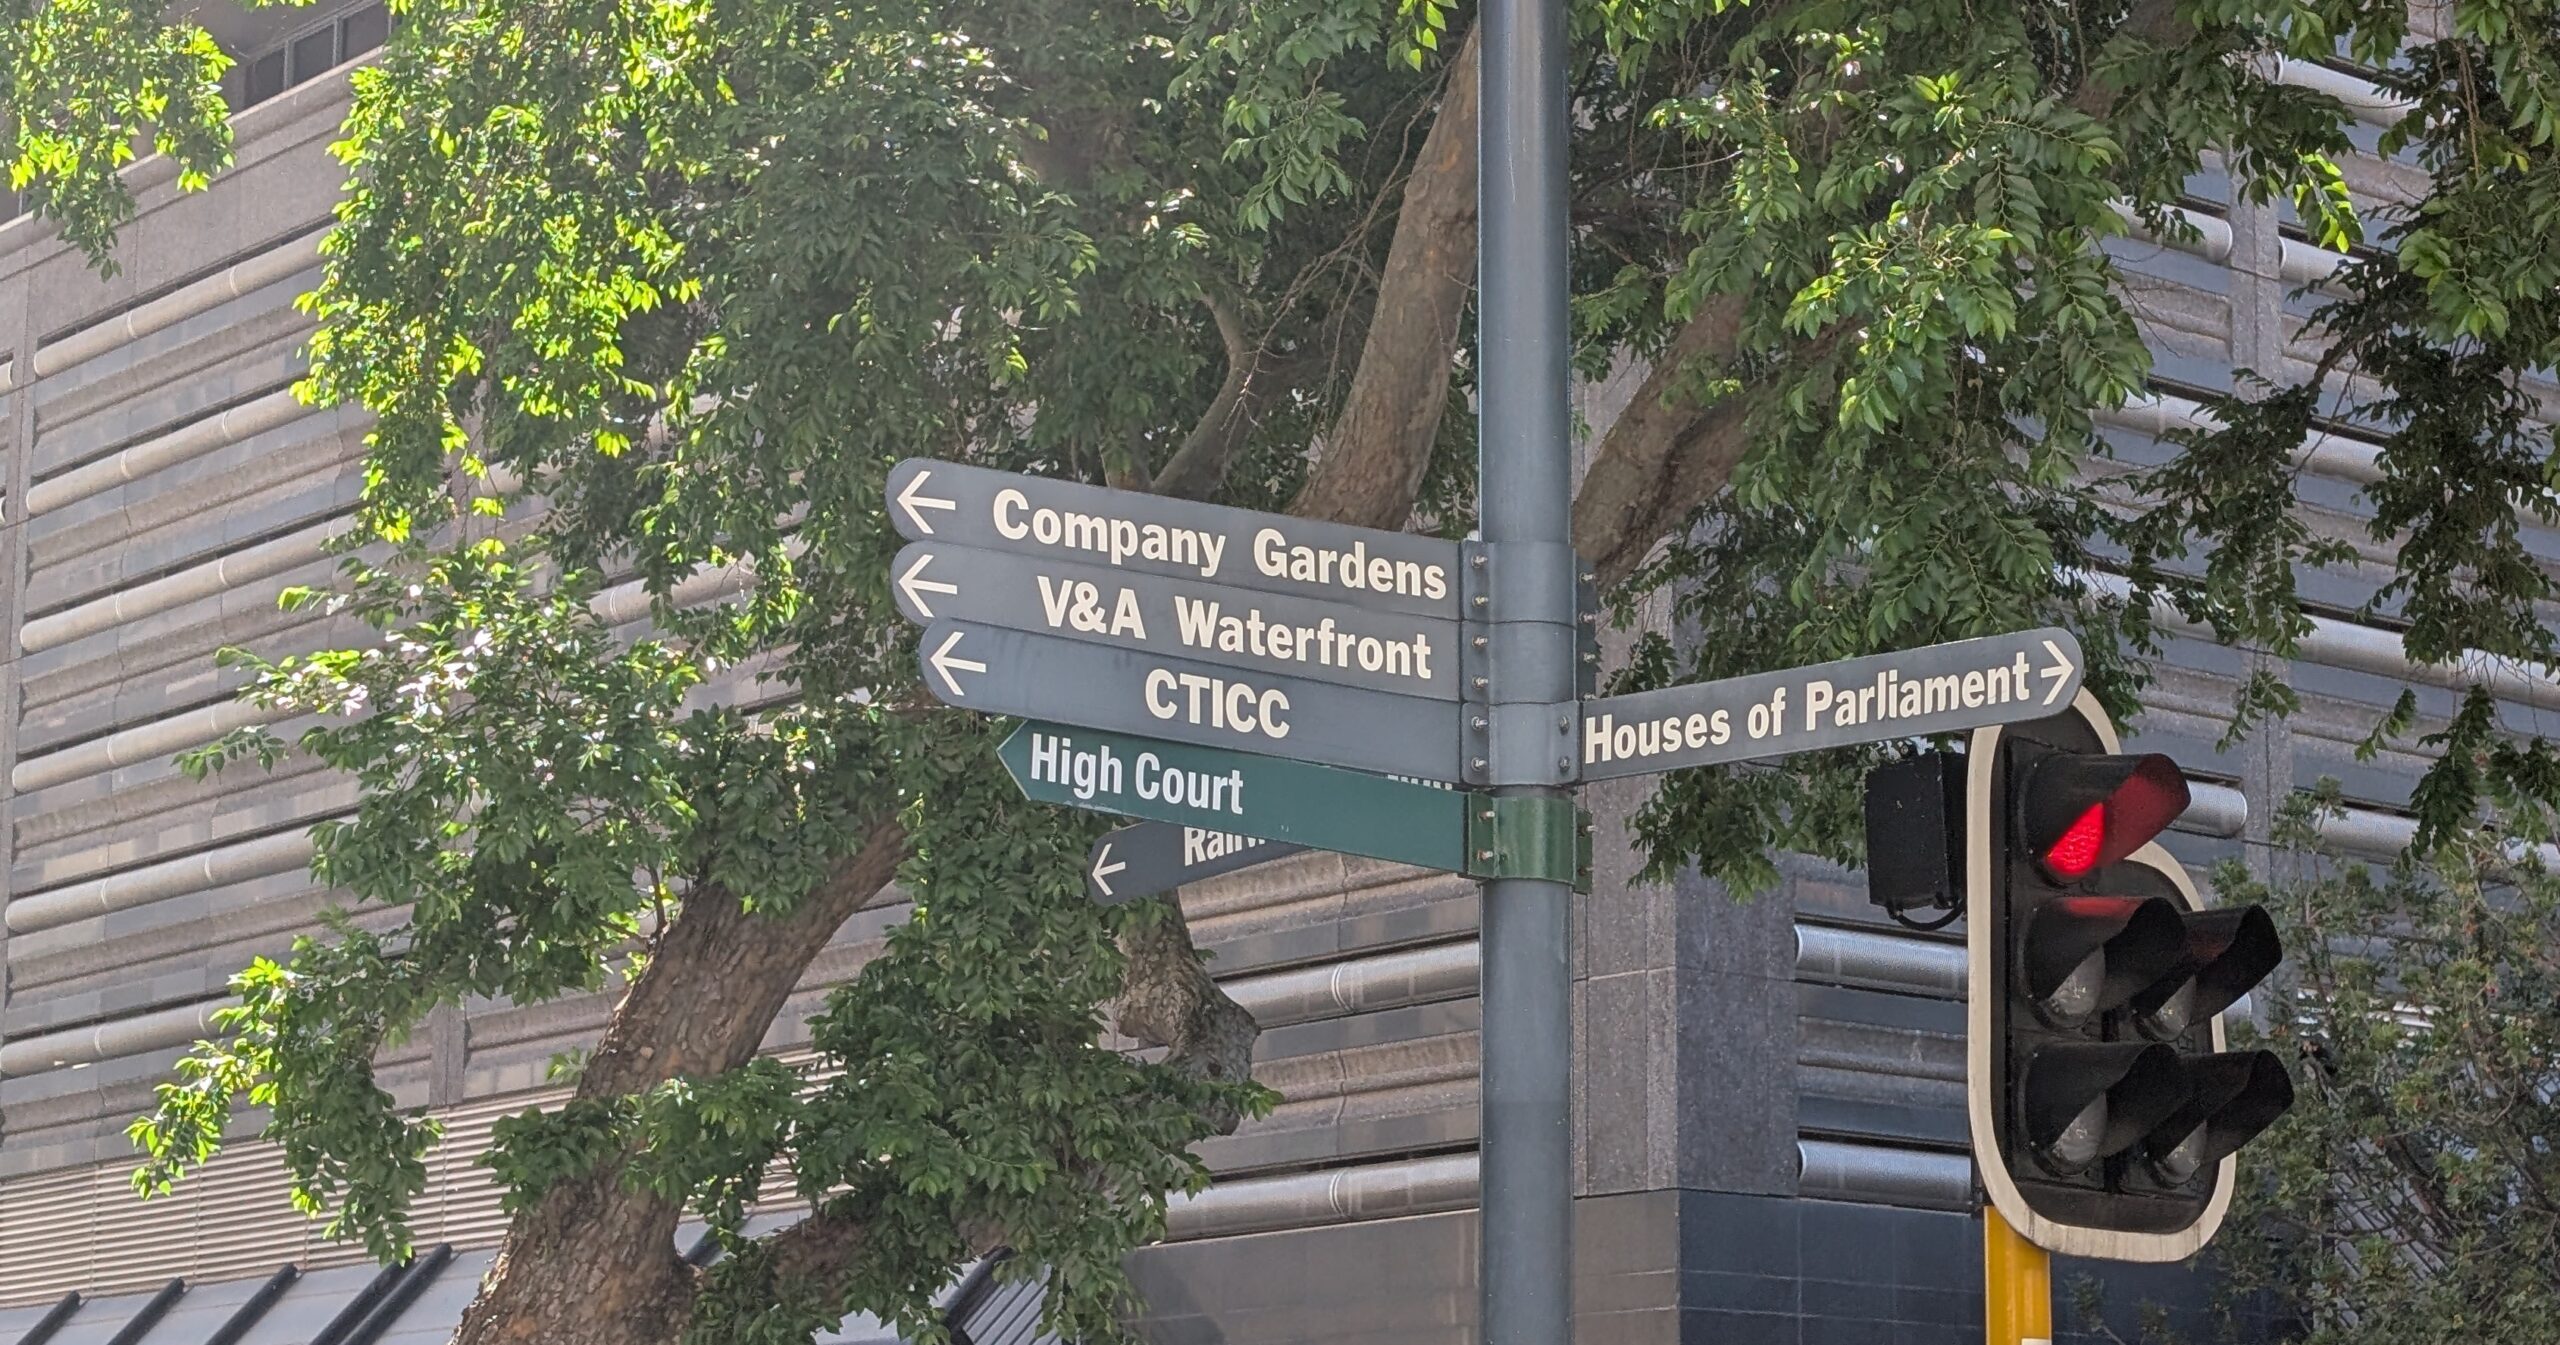 Company Gardens
V&A Waterfront
CTICC
Houses of Parliament
High Court